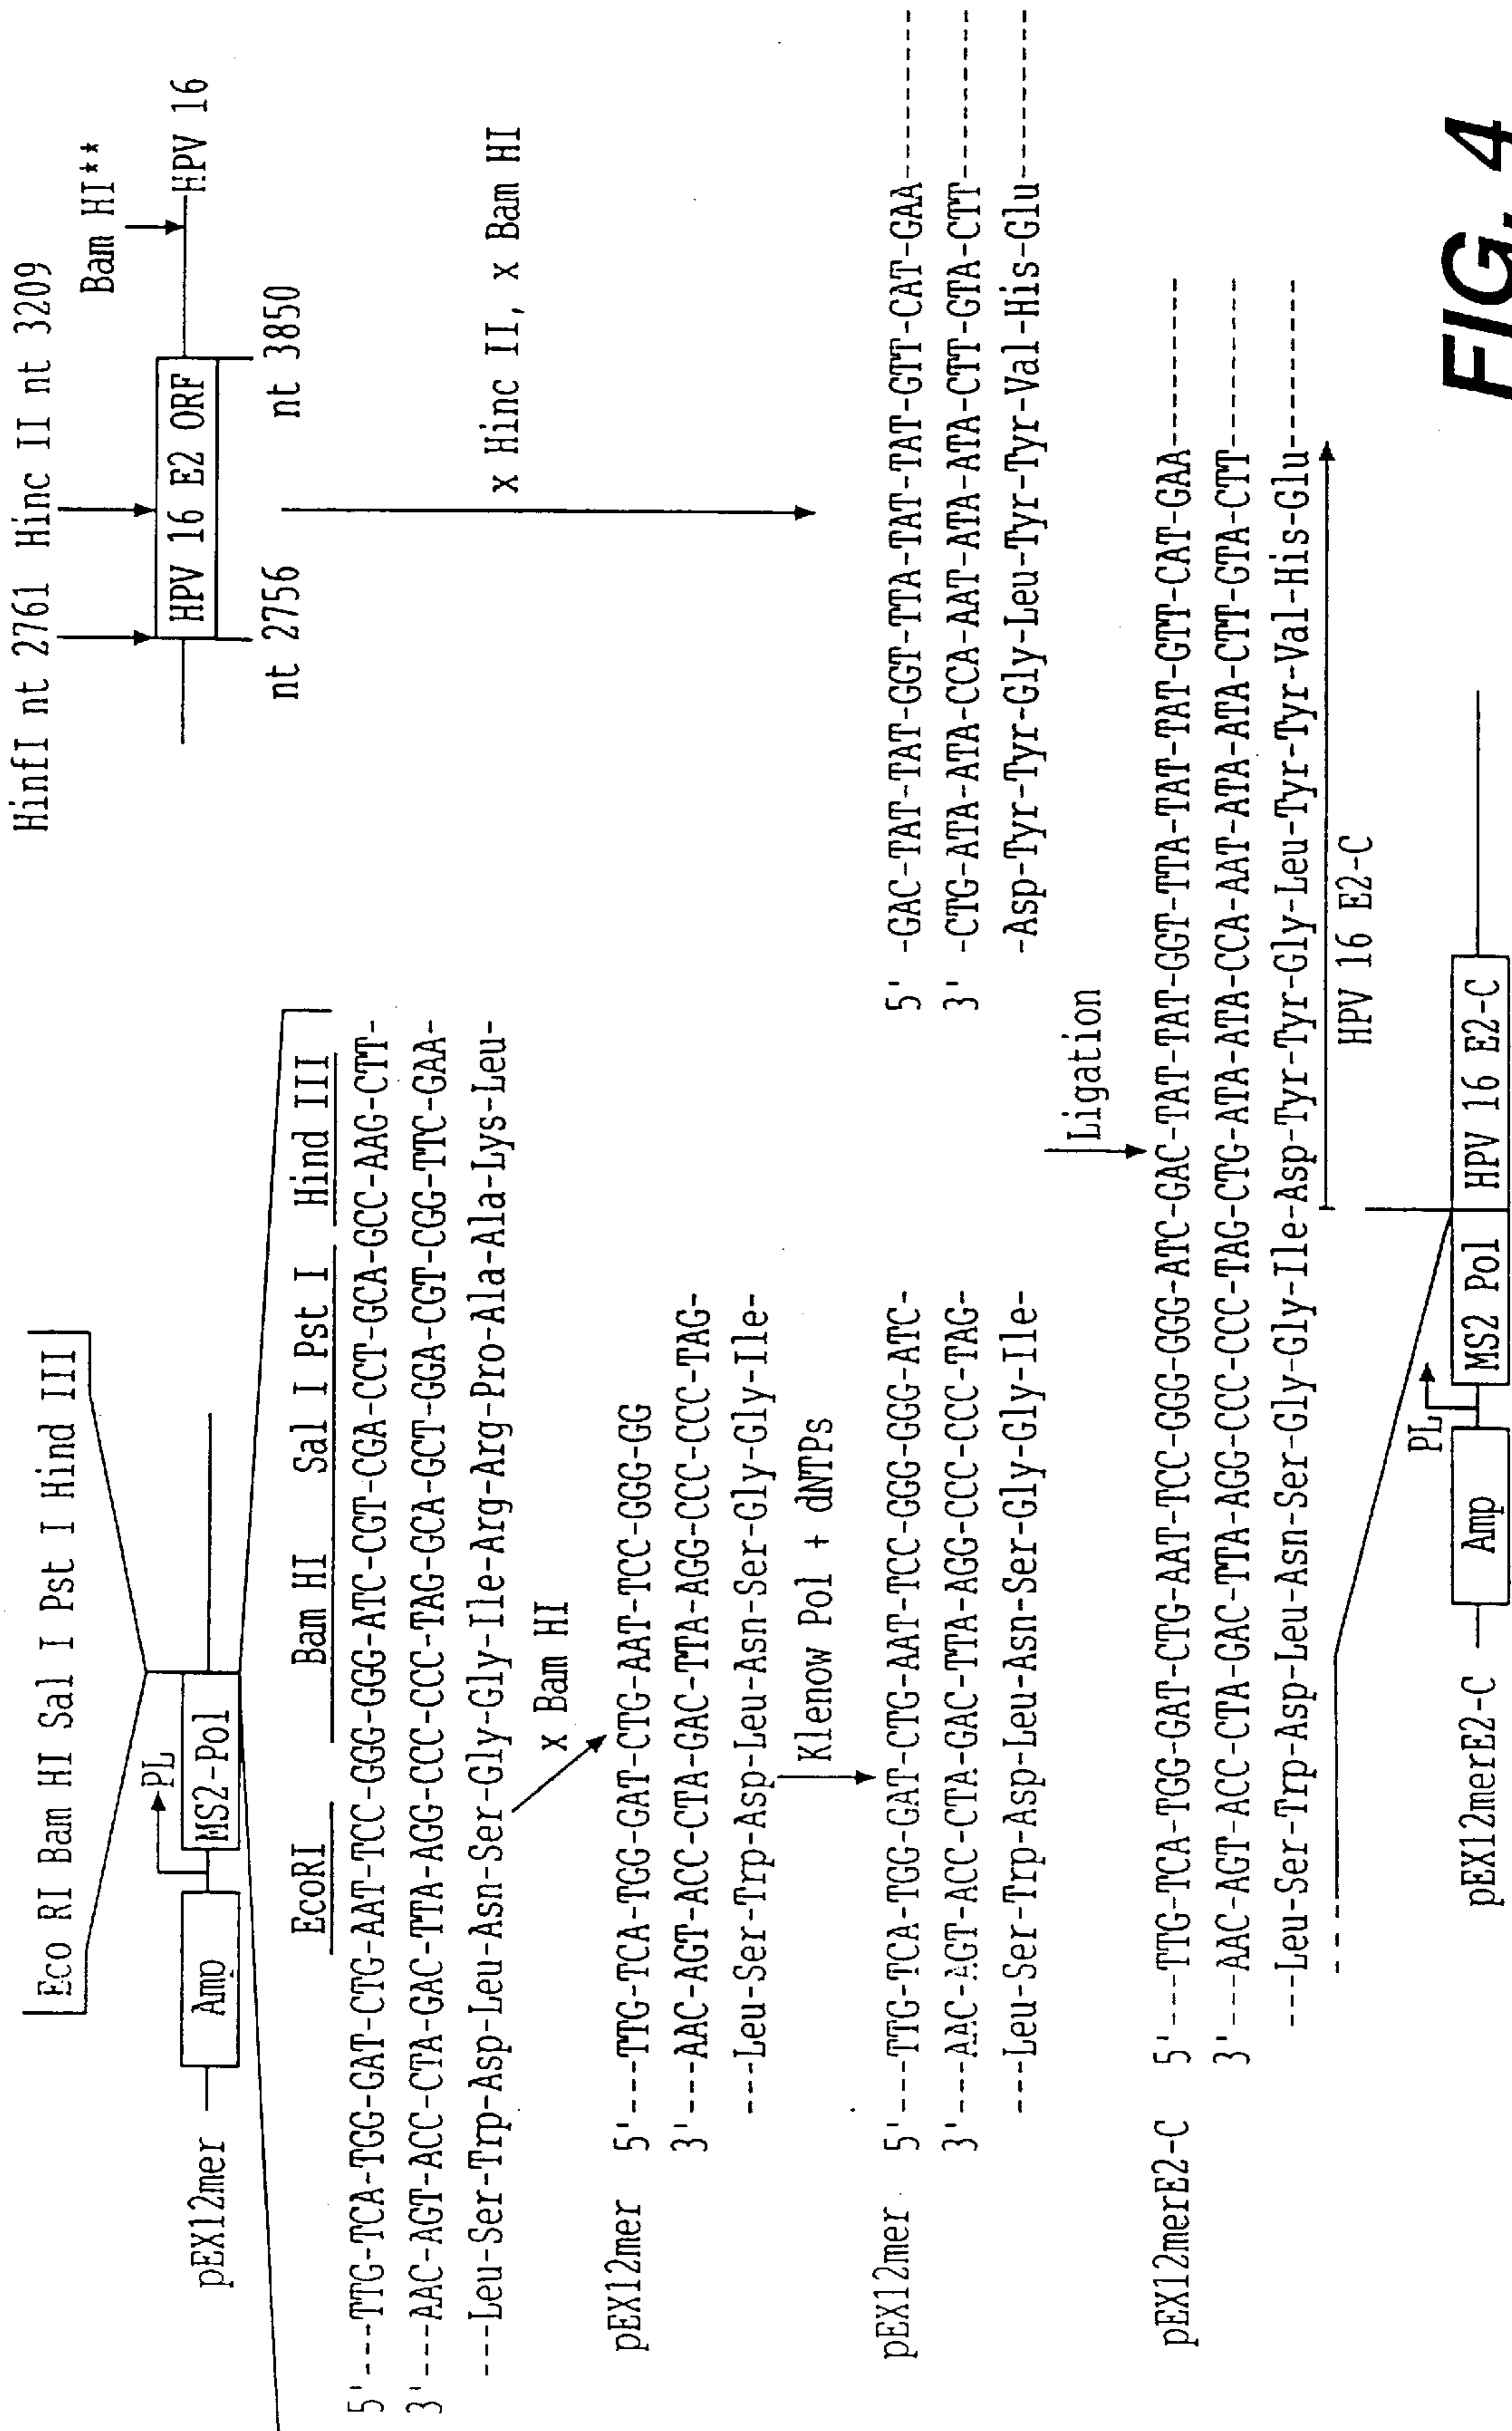 Eco RI Bam HI Sal I Pst I Hind III
pEX12mer
Amp
PL
MS2-Pol
HinfI nt 2761 Hinc II nt 3209
Bam HI**
HPV 16 E2 ORF
HPV 16
nt 2756
nt 3850
x Hinc II, x Bam HI
EcoRI
Bam HI
Sal I Pst I
Hind III
5'----TTG-TCA-TGG-GAT-CTG-AAT-TCC-GGG-GGG-ATC-CGT-CGA-CCT-GCA-GCC-AAG-CTT-
3'----AAC-AGT-ACC-CTA-GAC-TTA-AGG-CCC-CCC-TAG-GCA-GCT-GGA-CGT-CGG-TTC-GAA-
----Leu-Ser-Trp-Asp-Leu-Asn-Ser-Gly-Gly-Ile-Arg-Arg-Pro-Ala-Ala-Lys-Leu-
x Bam HI
pEX12mer 5'----TTG-TCA-TGG-GAT-CTG-AAT-TCC-GGG-GG
3'---AAC-AGT-ACC-CTA-GAC-TTA-AGG-CCC-CCC-TAG-
----Leu-Ser-Trp-Asp-Leu-Asn-Ser-Gly-Gly-Ile-
Klenow Pol + dNTPs
pEX12mer 5'----TTG-TCA-TGG-GAT-CTG-AAT-TCC-GGG-GGG-ATC-
3'----AAC-AGT-ACC-CTA-GAC-TTA-AGG-CCC-CCC-TAG-
----Leu-Ser-Trp-Asp-Leu-Asn-Ser-Gly-Gly-Ile-
5' -GAC-TAT-TAT-GGT-TTA-TAT-TAT-TAT-GTT-CAT-GAA----------
3' -CTG-ATA-ATA-CCA-AAT-ATA-ATA-ATA-CTT-GTA-CTT----------
-Asp-Tyr-Tyr-Gly-Leu-Tyr-Tyr-Tyr-Val-His-Glu----------
Ligation
pEX12merE2-C 5'----TTG-TCA-TGG-GAT-CTG-AAT-TCC-GGG-GGG-ATC-GAC-TAT-TAT-GGT-TTA-TAT-TAT-TAT-GTT-CAT-GAA----------
3'----AAC-AGT-ACC-CTA-GAC-TTA-AGG-CCC-CCC-TAG-CTG-ATA-ATA-CCA-AAT-ATA-ATA-ATA-CTT-GTA-CTT----------
----Leu-Ser-Trp-Asp-Leu-Asn-Ser-Gly-Gly-Ile-Asp-Tyr-Tyr-Gly-Leu-Tyr-Tyr-Tyr-Val-His-Glu----------
HPV 16 E2-C
pEX12merE2-C
Amp
PL
MS2 Pol
HPV 16 E2-C
FIG. 4